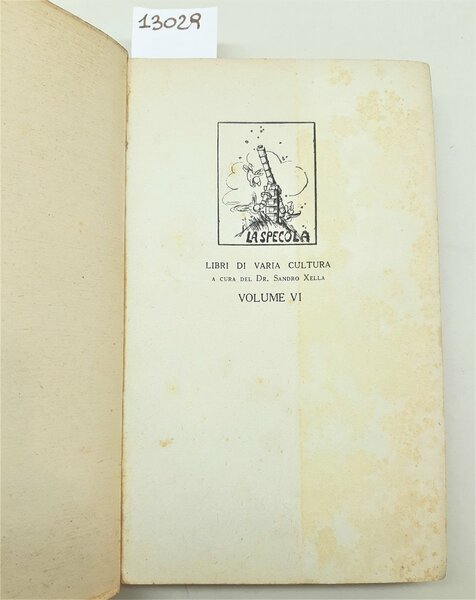 13029
LA SPECOLA
LIBRI DI VARIA CULTURA
A CURA DEL DR. SANDRO XELLA
VOLUME VI